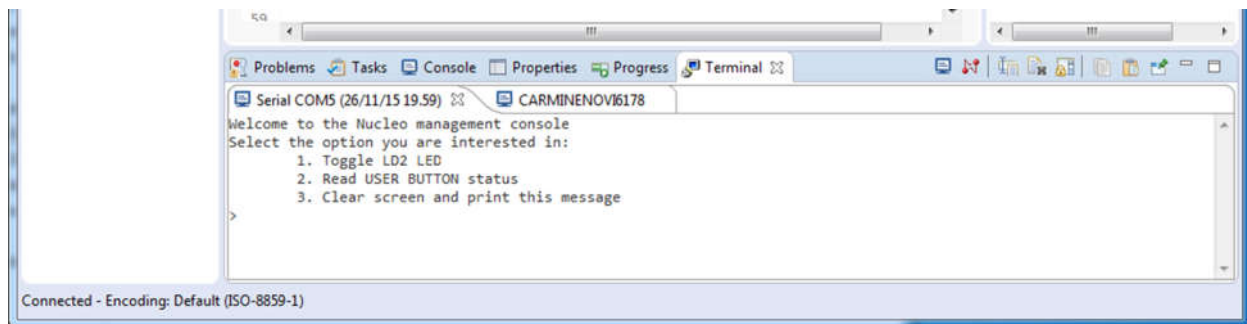 59
Problems Tasks Console Properties Progress Terminal
Serial COM5 (26/11/15 19.59) CARMINENOVI6178
Welcome to the Nucleo management console
Select the option you are interested in:
1. Toggle LD2 LED
2. Read USER BUTTON status
3. Clear screen and print this message
>
Connected - Encoding: Default (ISO-8859-1)